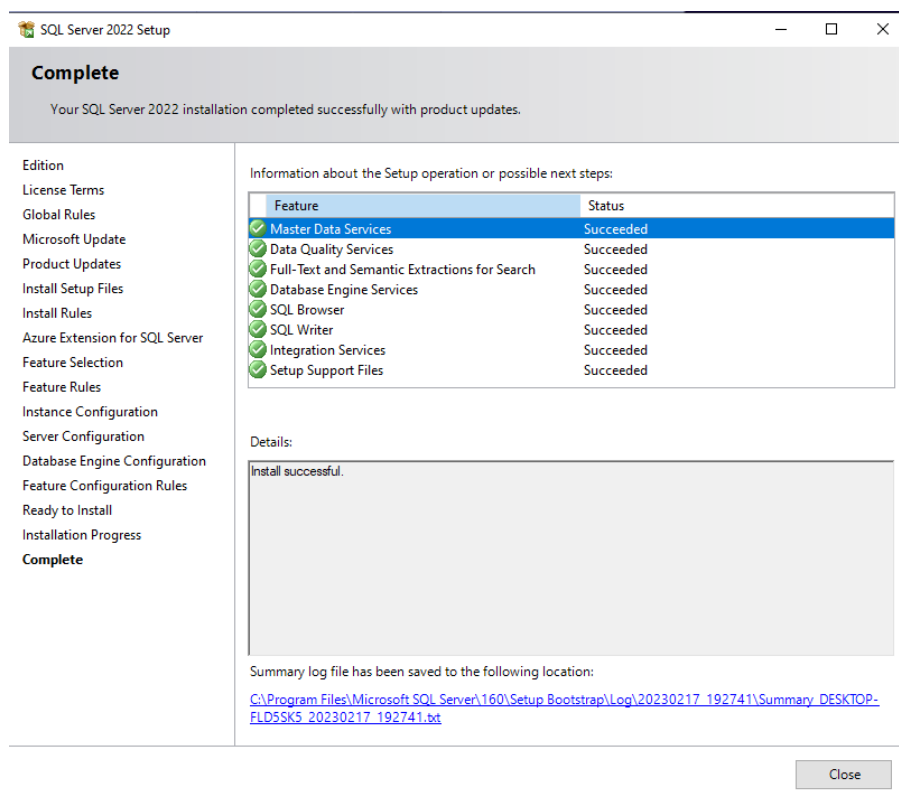 SQL Server 2022 Setup
Complete
Your SQL Server 2022 installation completed successfully with product updates.
Edition
License Terms
Global Rules
Microsoft Update
Product Updates
Install Setup Files
Install Rules
Azure Extension for SQL Server
Feature Selection
Feature Rules
Instance Configuration
Server Configuration
Database Engine Configuration
Feature Configuration Rules
Ready to Install
Installation Progress
Complete
Information about the Setup operation or possible next steps:
Feature Status
Master Data Services Succeeded
Data Quality Services Succeeded
Full-Text and Semantic Extractions for Search Succeeded
Database Engine Services Succeeded
SQL Browser Succeeded
SQL Writer Succeeded
Integration Services Succeeded
Setup Support Files Succeeded
Details:
Install successful.
Summary log file has been saved to the following location:
C:\Program Files\Microsoft SQL Server\160\Setup Bootstrap\Log\20230217_192741\Summary_DESKTOP-
FLD5SK5_20230217_192741.txt
Close